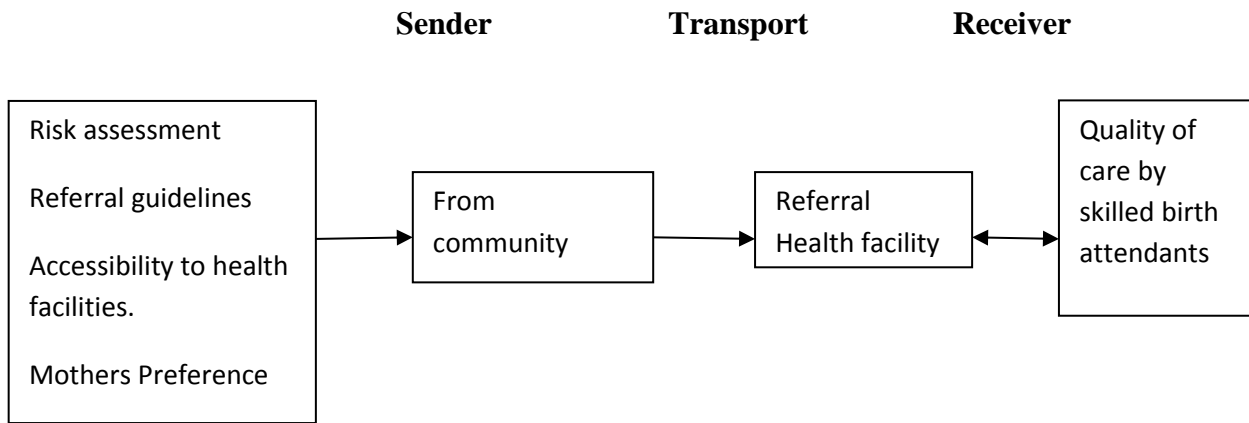 Sender Transport Receiver
Risk assessment
Referral guidelines
Accessibility to health
facilities.
Mothers Preference
From
community
Referral
Health facility
Quality of
care by
skilled birth
attendants